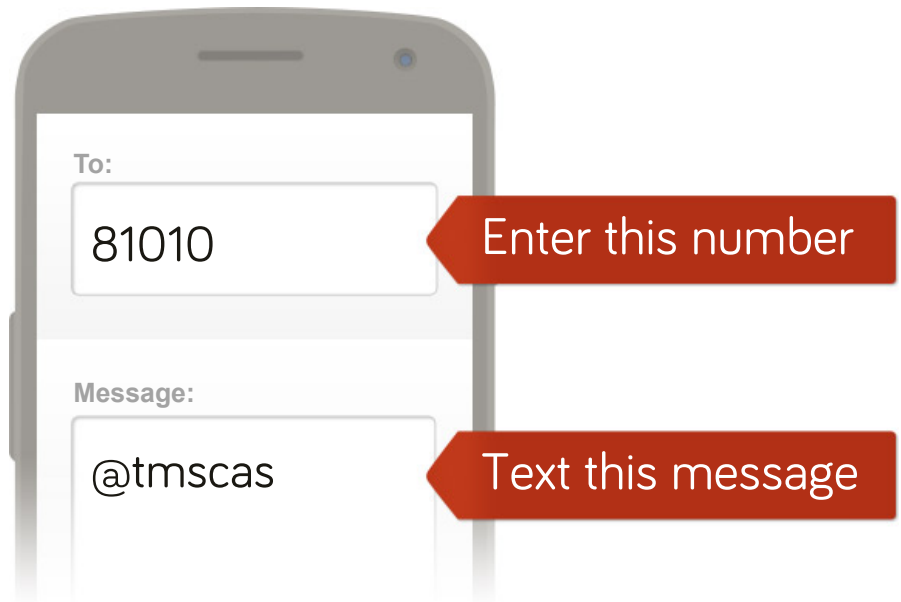 To:
81010
Enter this number
Message:
@tmscas
Text this message